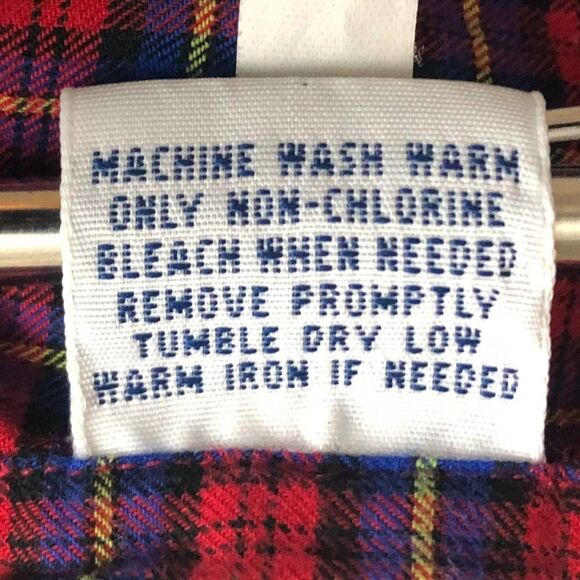 MACHINE WASH WARM
ONLY NON-CHLORINE
BLEACH WHEN NEEDED
REMOVE PROMPTLY
TUMBLE DRY LOW
WARM IRON IF NEEDED